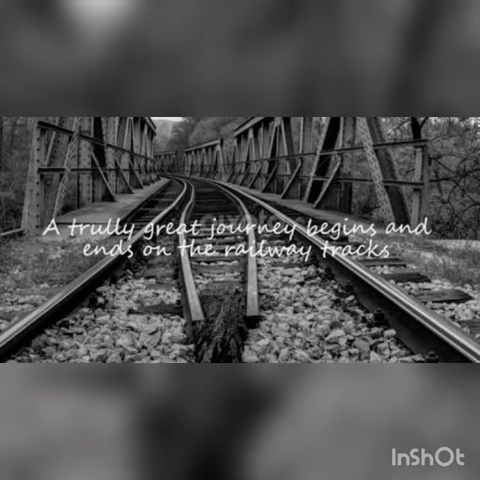 A trully great journey begins and
ends on the railway tracks
InShOt